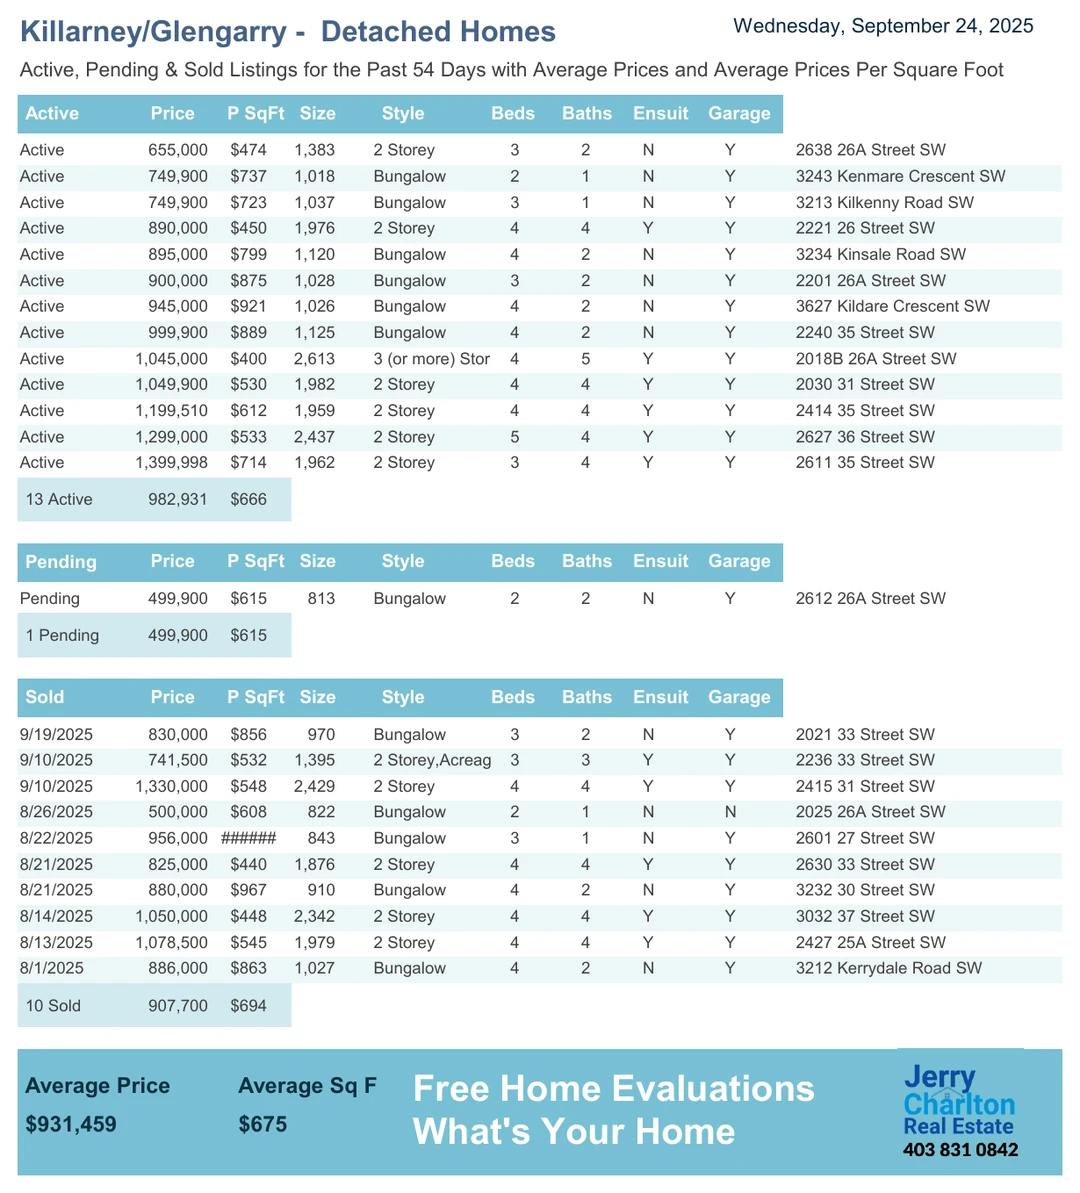 Killarney/Glengarry -  Detached Homes
Wednesday, September 24, 2025
Active, Pending & Sold Listings for the Past 54 Days with Average Prices and Average Prices Per Square Foot
Active Price P SqFt Size Style Beds Baths Ensuit Garage
Active 655,000 $474 1,383 2 Storey 3 2 N Y 2638 26A Street SW
Active 749,900 $737 1,018 Bungalow 2 1 N Y 3243 Kenmare Crescent SW
Active 749,900 $723 1,037 Bungalow 3 1 N Y 3213 Kilkenny Road SW
Active 890,000 $450 1,976 2 Storey 4 4 Y Y 2221 26 Street SW
Active 895,000 $799 1,120 Bungalow 4 2 N Y 3234 Kinsale Road SW
Active 900,000 $875 1,028 Bungalow 3 2 N Y 2201 26A Street SW
Active 945,000 $921 1,026 Bungalow 4 2 N Y 3627 Kildare Crescent SW
Active 999,900 $889 1,125 Bungalow 4 2 N Y 2240 35 Street SW
Active 1,045,000 $400 2,613 3 (or more) Stor 4 5 Y Y 2018B 26A Street SW
Active 1,049,900 $530 1,982 2 Storey 4 4 Y Y 2030 31 Street SW
Active 1,199,510 $612 1,959 2 Storey 4 4 Y Y 2414 35 Street SW
Active 1,299,000 $533 2,437 2 Storey 5 4 Y Y 2627 36 Street SW
Active 1,399,998 $714 1,962 2 Storey 3 4 Y Y 2611 35 Street SW
13 Active 982,931 $666
Pending Price P SqFt Size Style Beds Baths Ensuit Garage
Pending 499,900 $615 813 Bungalow 2 2 N Y 2612 26A Street SW
1 Pending 499,900 $615
Sold Price P SqFt Size Style Beds Baths Ensuit Garage
9/19/2025 830,000 $856 970 Bungalow 3 2 N Y 2021 33 Street SW
9/10/2025 741,500 $532 1,395 2 Storey,Acreag 3 3 Y Y 2236 33 Street SW
9/10/2025 1,330,000 $548 2,429 2 Storey 4 4 Y Y 2415 31 Street SW
8/26/2025 500,000 $608 822 Bungalow 2 1 N N 2025 26A Street SW
8/22/2025 956,000 ###### 843 Bungalow 3 1 N Y 2601 27 Street SW
8/21/2025 825,000 $440 1,876 2 Storey 4 4 Y Y 2630 33 Street SW
8/21/2025 880,000 $967 910 Bungalow 4 2 N Y 3232 30 Street SW
8/14/2025 1,050,000 $448 2,342 2 Storey 4 4 Y Y 3032 37 Street SW
8/13/2025 1,078,500 $545 1,979 2 Storey 4 4 Y Y 2427 25A Street SW
8/1/2025 886,000 $863 1,027 Bungalow 4 2 N Y 3212 Kerrydale Road SW
10 Sold 907,700 $694
Average Price Average Sq F
$931,459 $675
Free Home Evaluations
What's Your Home
Jerry
Charlton
Real Estate
403 831 0842